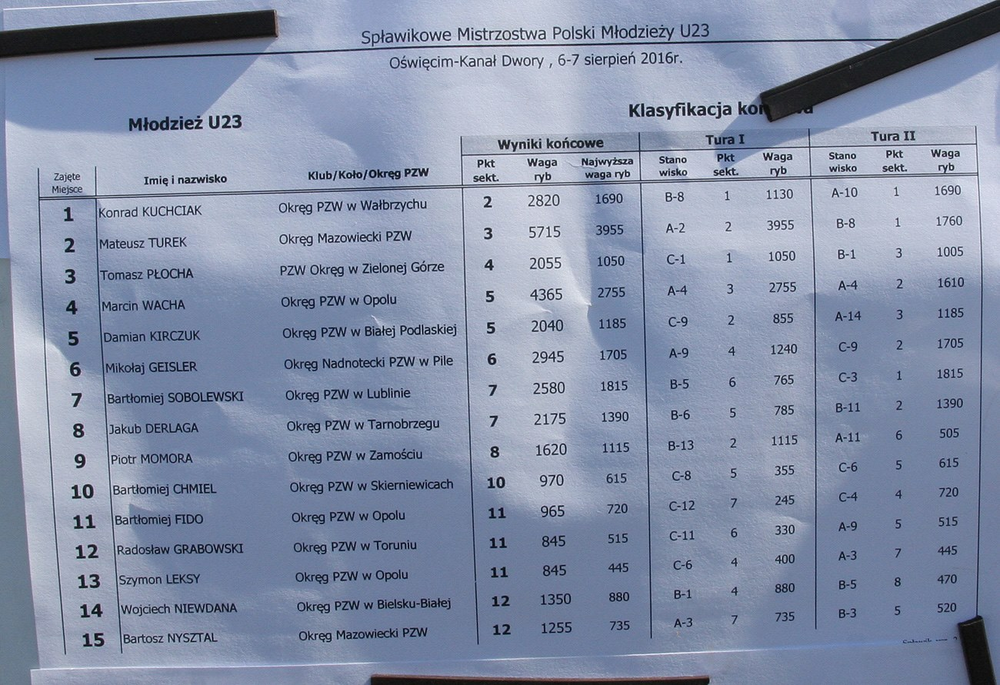 Spławikowe Mistrzostwa Polski Młodzieży U23
Oświęcim-Kanał Dwory , 6-7 sierpień 2016r.
Młodzież U23 Klasyfikacja
Wyniki końcowe Tura I Tura II
Zajęte Miejsce Imię i nazwisko Klub/Koło/Okręg PZW Pkt sekt. Waga ryb Najwyższa waga ryb Stano wisko Pkt sekt. Waga ryb Stano wisko Pkt sekt. Waga ryb
1 Konrad KUCHCIAK Okręg PZW w Wałbrzychu 2 2820 1690 B-8 1 1130 A-10 1 1690
2 Mateusz TUREK Okręg Mazowiecki PZW 3 5715 3955 A-2 2 3955 B-8 1 1760
3 Tomasz PŁOCHA PZW Okręg w Zielonej Górze 4 2055 1050 C-1 1 1050 B-1 3 1005
4 Marcin WACHA Okręg PZW w Opolu 5 4365 2755 A-4 3 2755 A-4 2 1610
5 Damian KIRCZUK Okręg PZW w Białej Podlaskiej 5 2040 1185 C-9 2 855 A-14 3 1185
6 Mikołaj GEISLER Okręg Nadnotecki PZW w Pile 6 2945 1705 A-9 4 1240 C-9 2 1705
7 Bartłomiej SOBOLEWSKI Okręg PZW w Lublinie 7 2580 1815 B-5 6 765 C-3 1 1815
8 Jakub DERLAGA Okręg PZW w Tarnobrzegu 7 2175 1390 B-6 5 785 B-11 2 1390
9 Piotr MOMORA Okręg PZW w Zamościu 8 1620 1115 B-13 2 1115 A-11 6 505
10 Bartłomiej CHMIEL Okręg PZW w Skierniewicach 10 970 615 C-8 5 355 C-6 5 615
11 Bartłomiej FIDO Okręg PZW w Opolu 11 965 720 C-12 7 245 C-4 4 720
12 Radosław GRABOWSKI Okręg PZW w Toruniu 11 845 515 C-11 6 330 A-9 5 515
13 Szymon LEKSY Okręg PZW w Opolu 11 845 445 C-6 4 400 A-3 7 445
14 Wojciech NIEWDANA Okręg PZW w Bielsku-Białej 12 1350 880 B-1 4 880 B-5 8 470
15 Bartosz NYSZTAL Okręg Mazowiecki PZW 12 1255 735 A-3 7 735 B-3 5 520